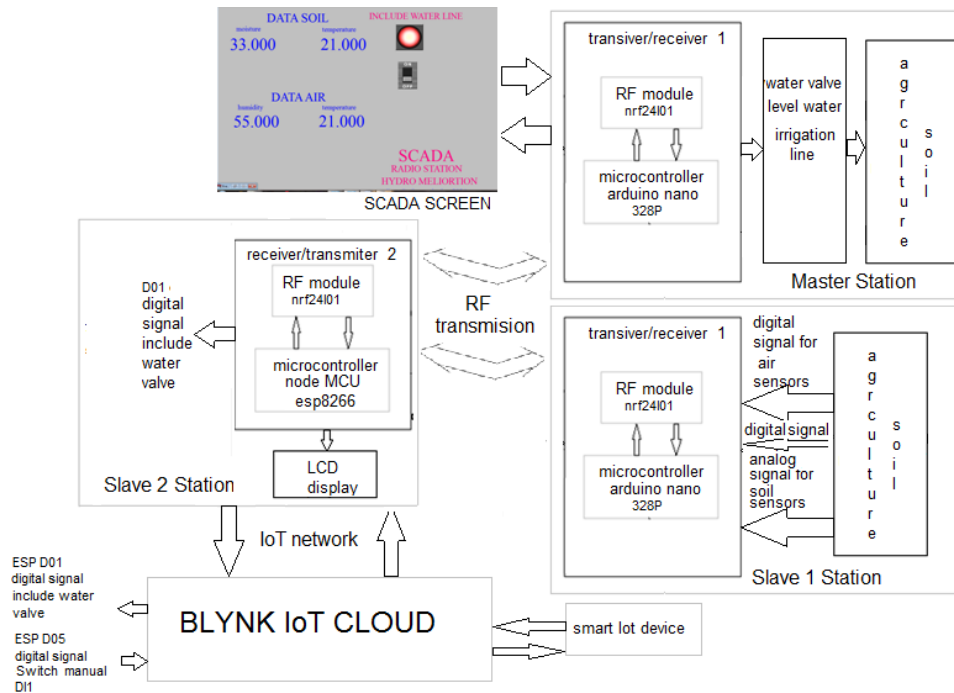 DATA SOIL
INCLUDE WATER LINE
moisture
temperature
33.000
21.000
DATA AIR
humidity
temperature
55.000
21.000
SCADA
RADIO STATION
HYDRO MELIORTION
SCADA SCREEN
transiver/receiver 1
RF module
nrf24l01
microcontroller
arduino nano
328P
water valve
level water
irrigation
line
a
g
r
c
u
l
t
u
r
e
s
o
i
l
Master Station
receiver/transmiter 2
RF module
nrf24l01
microcontroller
node MCU
esp8266
D01
digital
signal
include
water
valve
LCD
display
Slave 2 Station
RF
transmision
transiver/receiver 1
RF module
nrf24l01
microcontroller
arduino nano
328P
digital
signal for
air
sensors
digital signal
analog
signal for
soil
sensors
a
g
r
c
u
l
t
u
r
e
s
o
i
l
Slave 1 Station
IoT network
ESP D01
digital signal
include water
valve
ESP D05
digital signal
Switch manual
DI1
BLYNK IoT CLOUD
smart Iot device